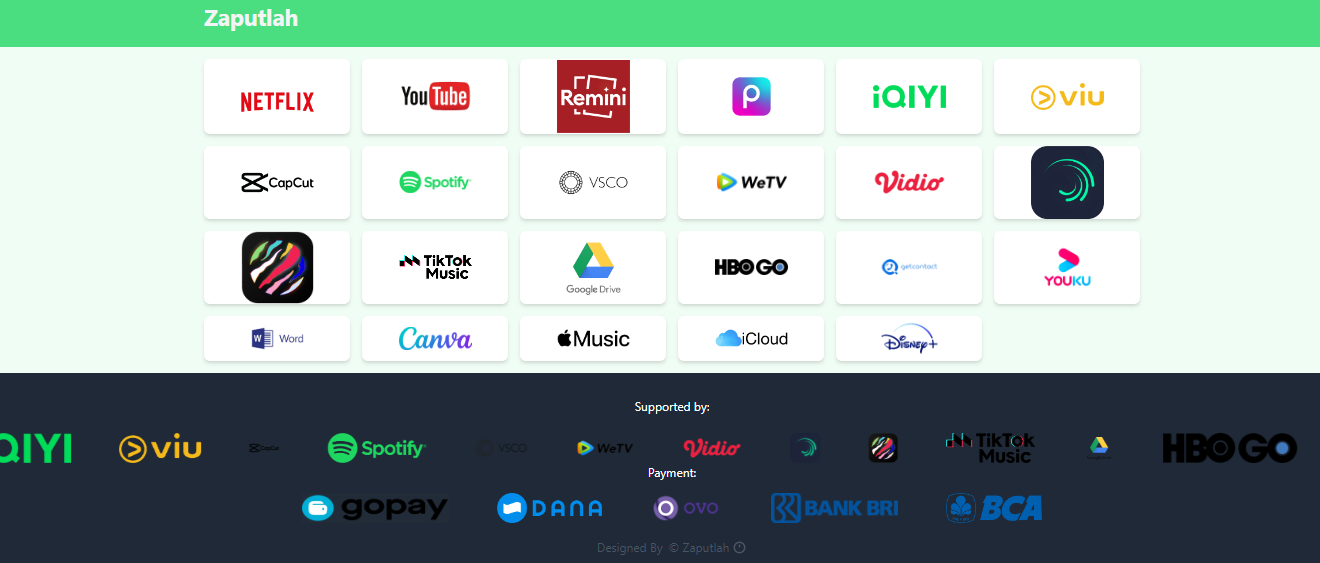 Zaputlah
NETFLIX
YouTube
Remini
P
iQIYI
viu
CapCut
Spotify
VSCO
WeTV
Vidio
TikTok Music
Google Drive
HBO GO
getcontact
YOUKU
W Word
Canva
Music
iCloud
Disney+
Supported by:
QIYI
viu
CapCut
Spotify
VSCO
WeTV
Vidio
TikTok Music
HBO GO
Payment:
gopay
DANA
OVO
BANK BRI
BCA
Designed By © Zaputlah